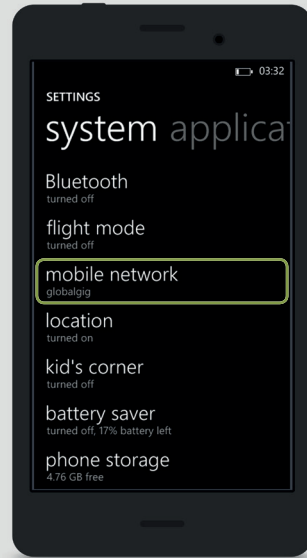 03:32
SETTINGS
system applica
Bluetooth
turned off
flight mode
turned off
mobile network
globalgig
location
turned on
kid's corner
turned off
battery saver
turned off, 17% battery left
phone storage
4.76 GB free